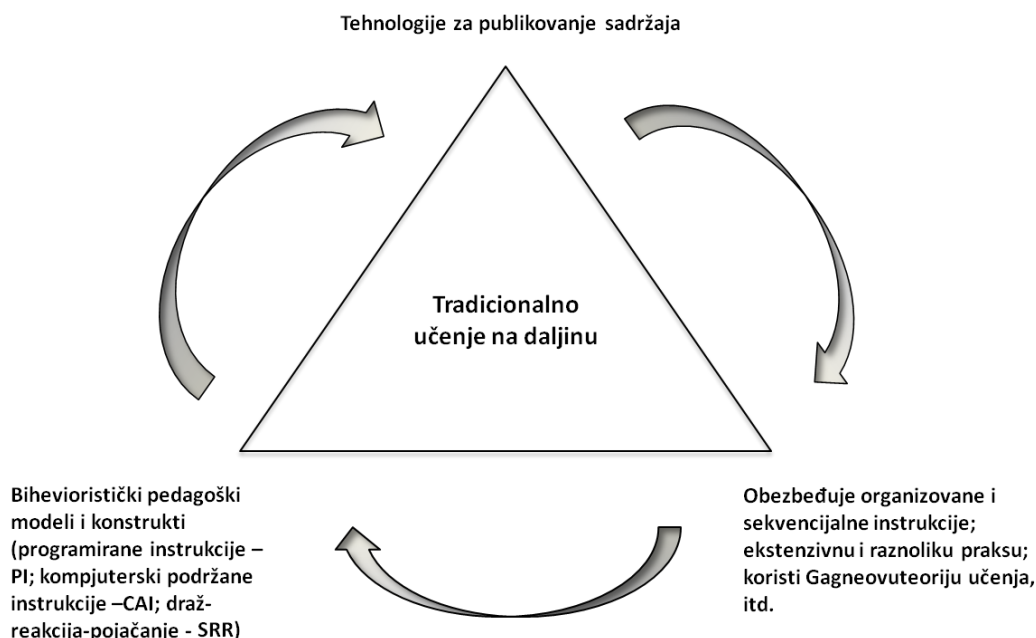 Tehnologije za publikovanje sadržaja
Tradicionalno
učenje na daljinu
Bihevioristički pedagoški
modeli i konstrukti
(programirane instrukcije –
PI; kompjuterski podržane
instrukcije –CAI; draž-
reakcija-pojačanje - SRR)
Obezbeđuje organizovane i
sekvencijalne instrukcije;
ekstenzivnu i raznoliku praksu;
koristi Gagneovuteoriju učenja,
itd.